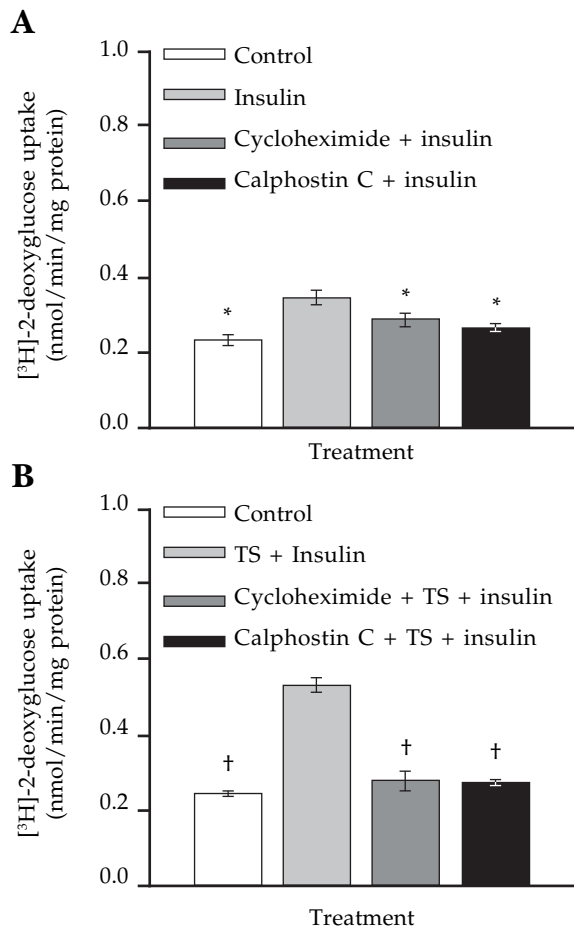 A
[³H]-2-deoxyglucose uptake
(nmol/min/mg protein)
1.0
0.8
0.6
0.4
0.2
0.0
Control
Insulin
Cycloheximide + insulin
Calphostin C + insulin
*
*
*
Treatment
B
[³H]-2-deoxyglucose uptake
(nmol/min/mg protein)
1.0
0.8
0.6
0.4
0.2
0.0
Control
TS + Insulin
Cycloheximide + TS + insulin
Calphostin C + TS + insulin
†
†
†
Treatment